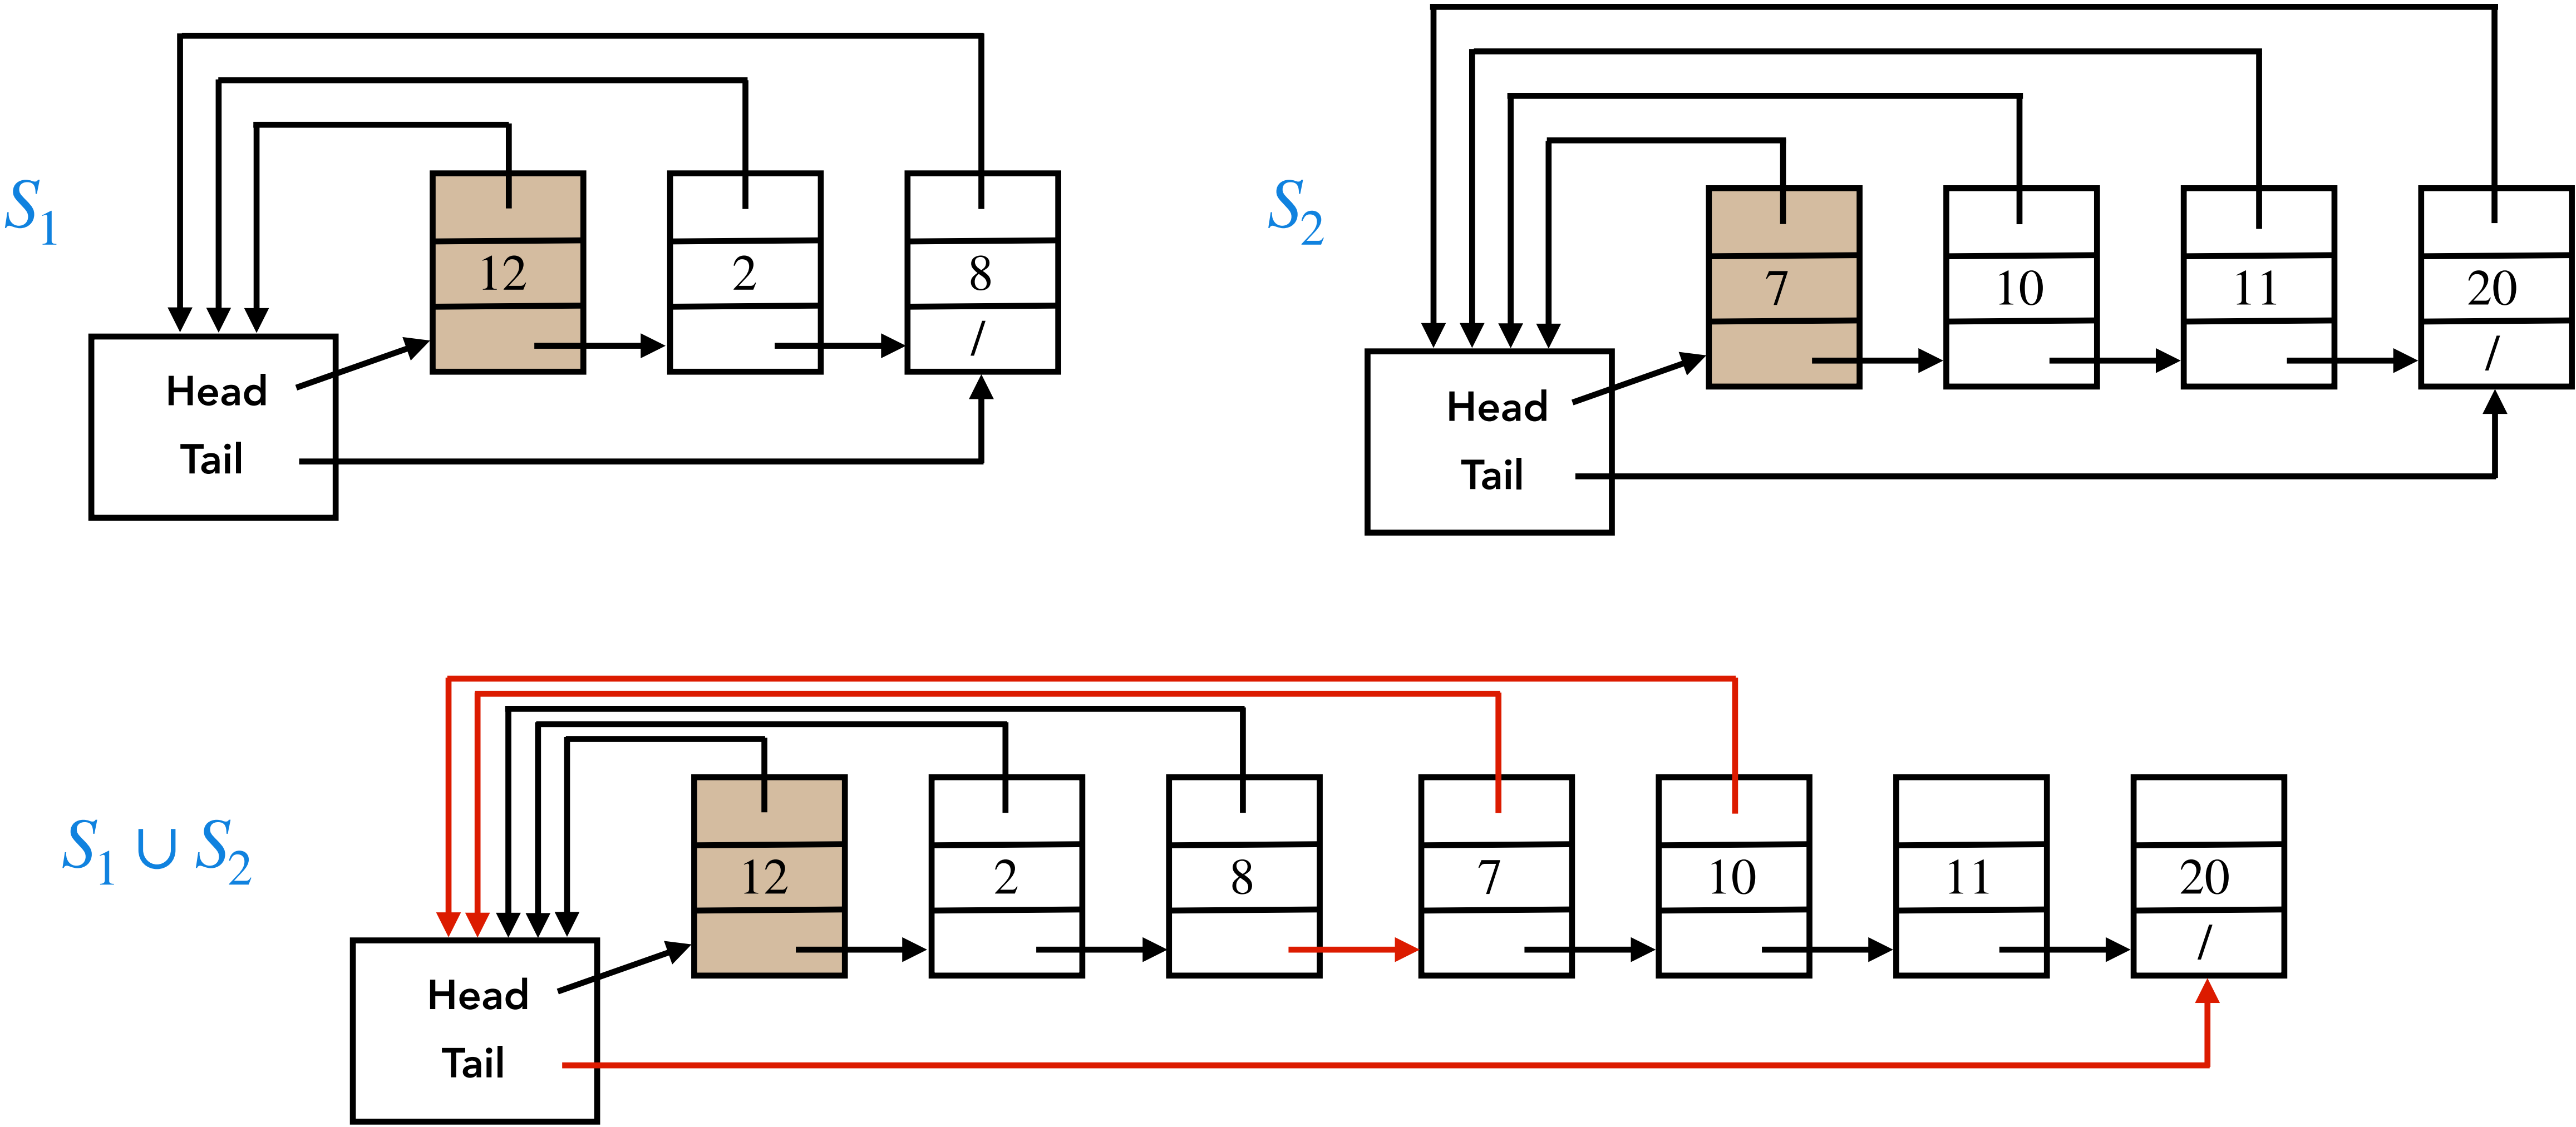 S₁
12 2 8
/
Head
Tail
S₂
7 10 11 20
/
Head
Tail
S₁ ∪ S₂
12 2 8 7 10 11 20
/
Head
Tail